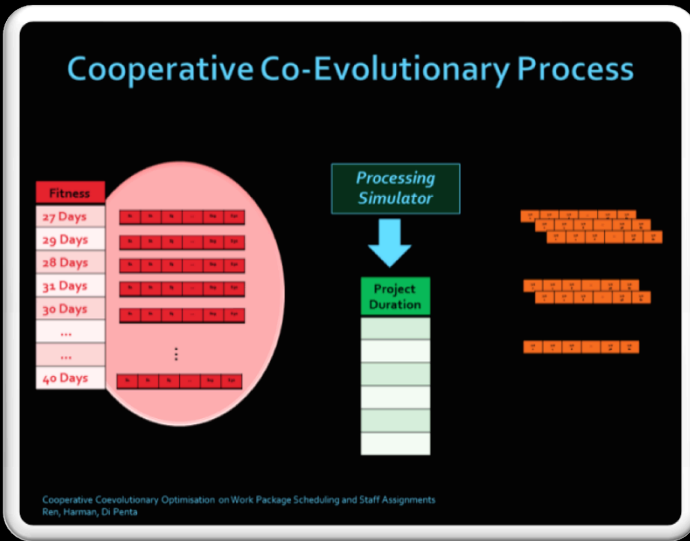 Cooperative Co-Evolutionary Process
Processing
Simulator
Fitness
27 Days
29 Days
28 Days
31 Days
30 Days
...
...
40 Days
Project
Duration
Cooperative Coevolutionary Optimisation on Work Package Scheduling and Staff Assignments
Ren, Harman, Di Penta